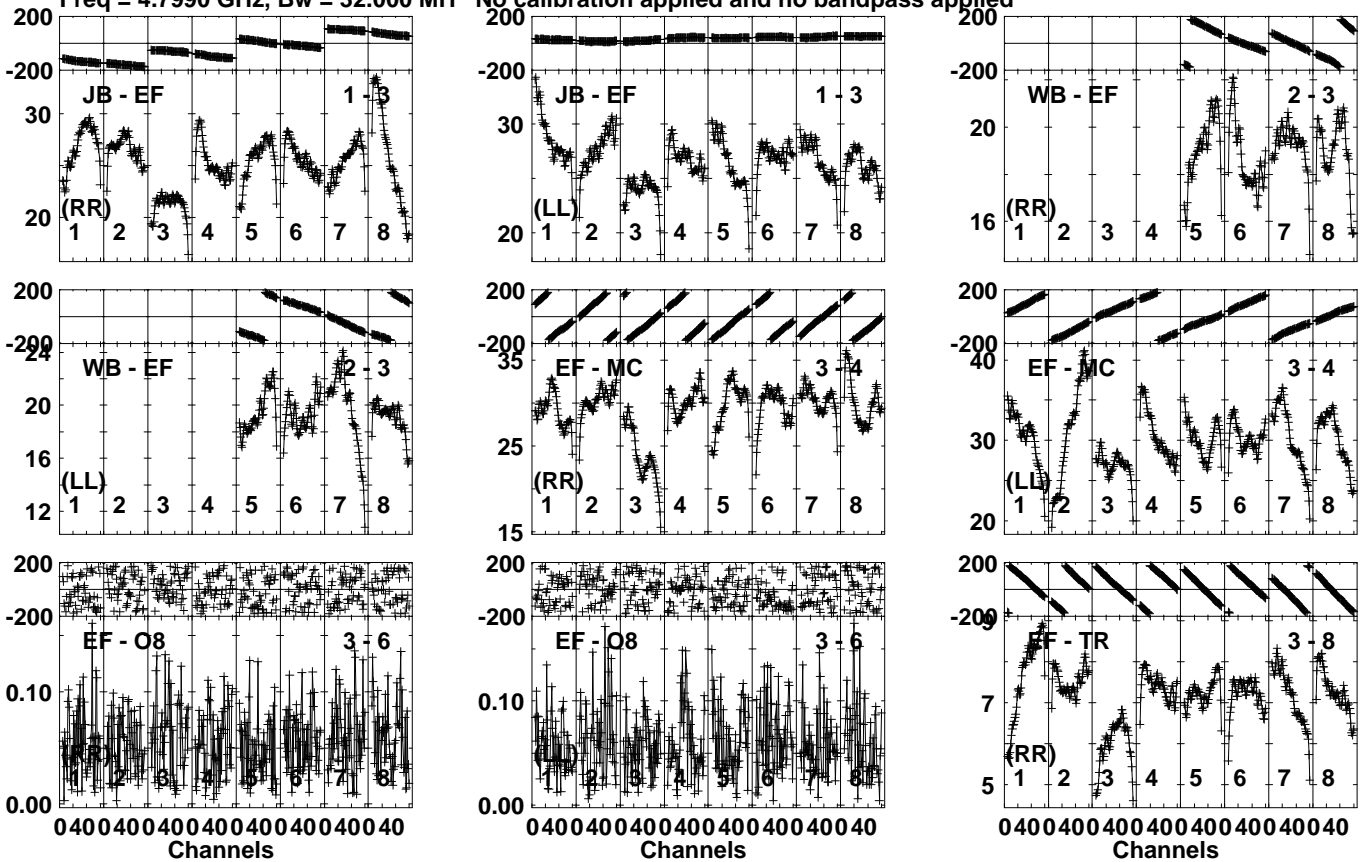 Freq = 4.7990 GHz, Bw = 32.000 MH No calibration applied and no bandpass applied
200 200 200
-200 -200 -200
JB - EF 1 - 3 JB - EF 1 - 3 WB - EF 2 - 3
30 30 20
20 20 16
(RR) (LL) (RR)
1 2 3 4 5 6 7 8 1 2 3 4 5 6 7 8 1 2 3 4 5 6 7 8
200 200 200
-200 -200 -200
24 35 40
WB - EF 2 - 3 EF - MC 3 - 4 EF - MC 3 - 4
20 25 30
16
(LL) (RR) (LL)
12 15 20
1 2 3 4 5 6 7 8 1 2 3 4 5 6 7 8 1 2 3 4 5 6 7 8
200 200 200
-200 -200 -200
9
EF - O8 3 - 6 EF - O8 3 - 6 EF - TR 3 - 8
0.10 0.10 7
(RR) (LL) (RR)
1 2 3 4 5 6 7 8 1 2 3 4 5 6 7 8 1 2 3 4 5 6 7 8
0.00 0.00 5
0 40 0 40 0 40 0 40 0 40 0 40 0 40 0 40 0 40 0 40 0 40 0 40 0 40 0 40 0 40 0 40 0 40 0 40 0 40 0 40 0 40 0 40 0 40 0 40
Channels Channels Channels